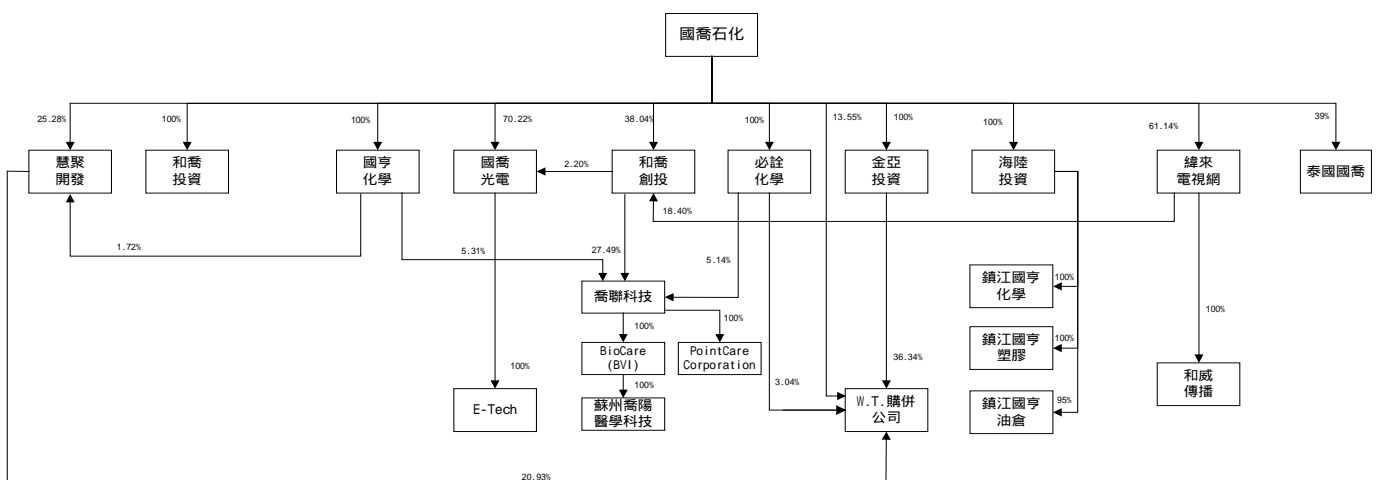 國喬石化
25.28%
100%
100%
70.22%
38.04%
100%
13.55%
100%
100%
61.14%
39%
慧聚
開發
和喬
投資
國亨
化學
國喬
光電
2.20%
和喬
創投
必詮
化學
金亞
投資
海陸
投資
緯來
電視網
泰國國喬
18.40%
1.72%
5.31%
27.49%
5.14%
喬聯科技
鎮江國亨
化學
100%
100%
100%
100%
BioCare
(BVI)
PointCare
Corporation
鎮江國亨
塑膠
100%
36.34%
100%
100%
3.04%
和威
傳播
E-Tech
蘇州喬陽
醫學科技
W.T.購併
公司
鎮江國亨
油倉
95%
20.93%